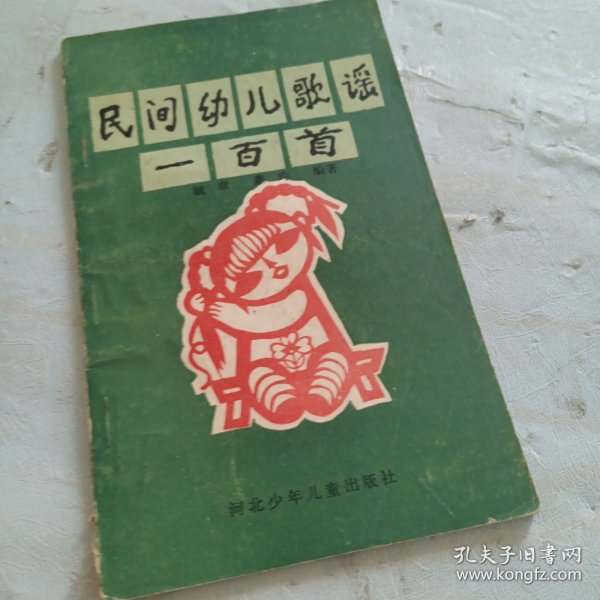 民间幼儿歌谣
一百首
编著
河北少年儿童出版社
孔夫子旧书网
www.kongfz.com